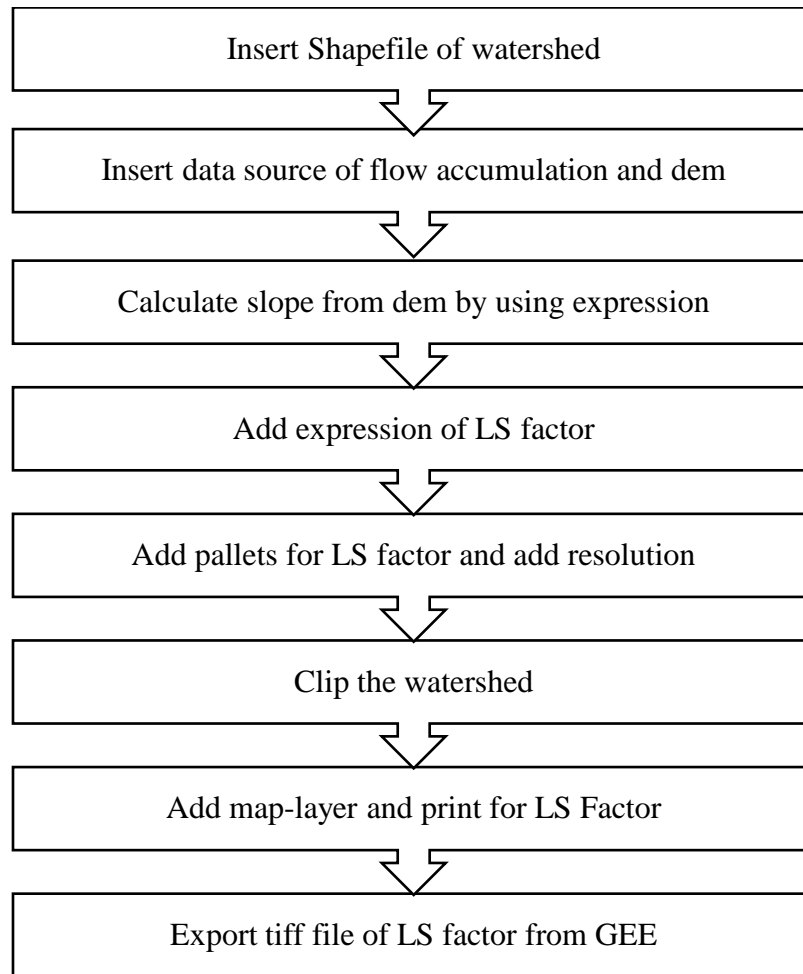 Insert Shapefile of watershed
Insert data source of flow accumulation and dem
Calculate slope from dem by using expression
Add expression of LS factor
Add pallets for LS factor and add resolution
Clip the watershed
Add map-layer and print for LS Factor
Export tiff file of LS factor from GEE